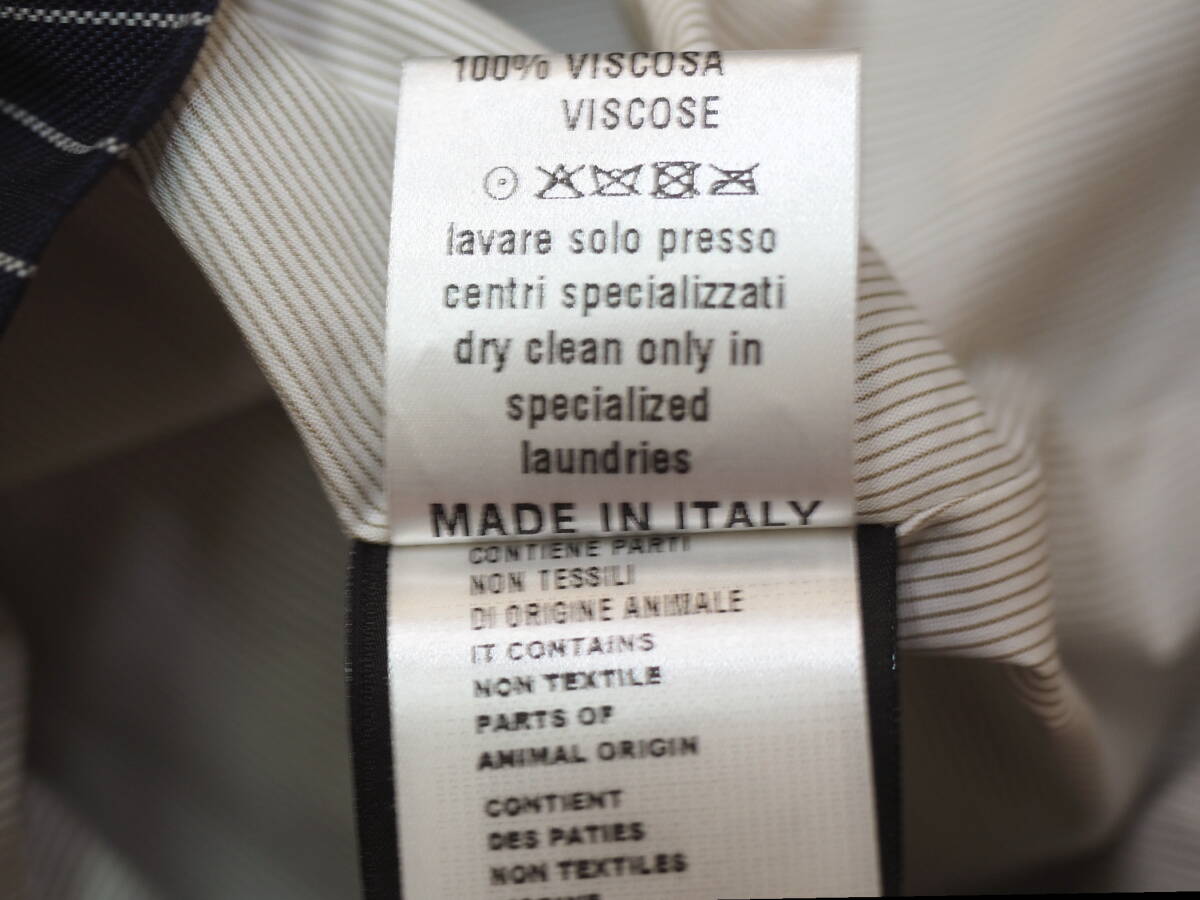 100% VISCOSA
VISCOSE
lavare solo presso
centri specializzati
dry clean only in
specialized
laundries
MADE IN ITALY
CONTIENE PARTI
NON TESSILI
DI ORIGINE ANIMALE
IT CONTAINS
NON TEXTILE
PARTS OF
ANIMAL ORIGIN
CONTIENT
DES PATIES
NON TEXTILES